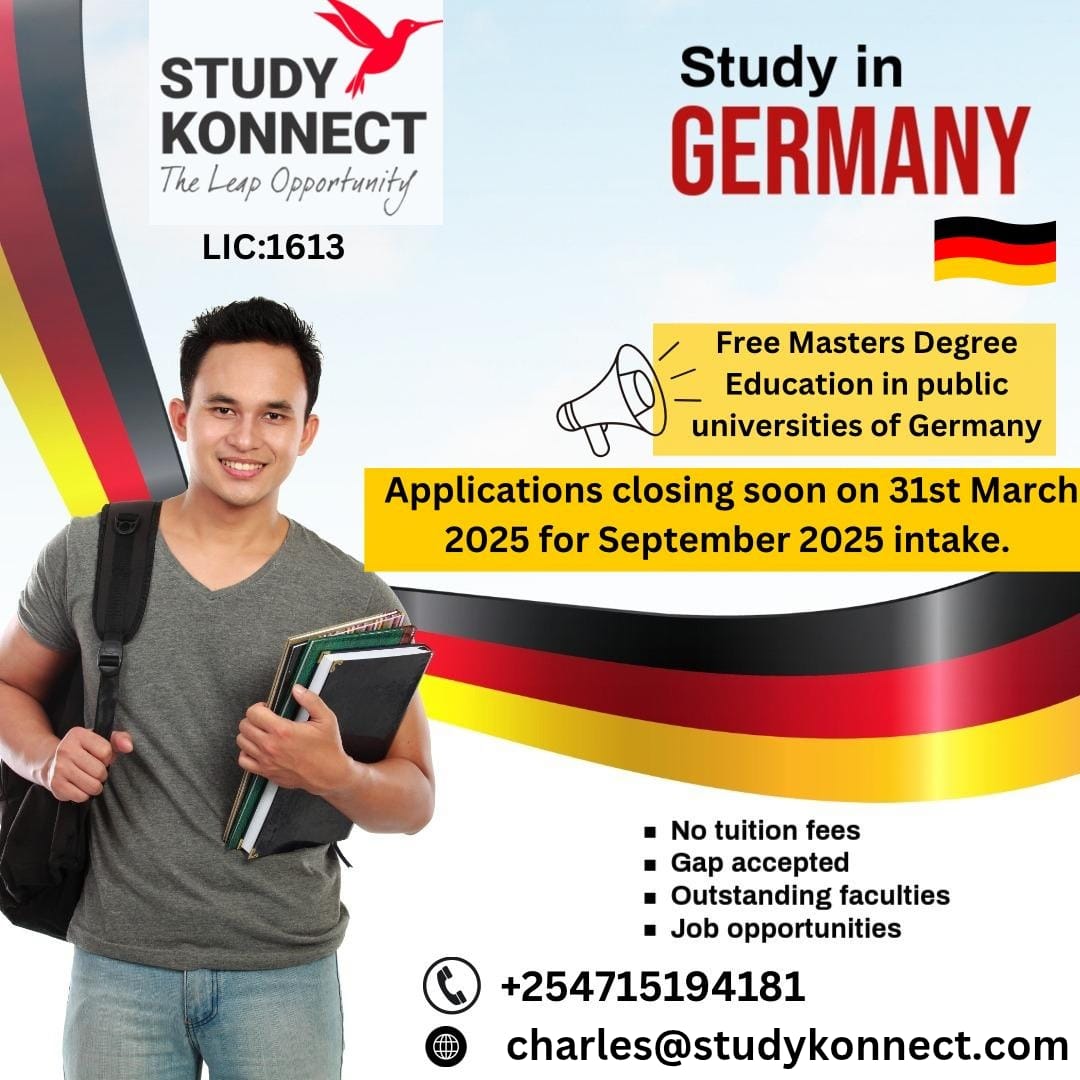 STUDY
KONNECT
The Leap Opportunity
LIC:1613
Study in
GERMANY
Free Masters Degree
Education in public
universities of Germany
Applications closing soon on 31st March
2025 for September 2025 intake.
No tuition fees
Gap accepted
Outstanding faculties
Job opportunities
+254715194181
charles@studykonnect.com